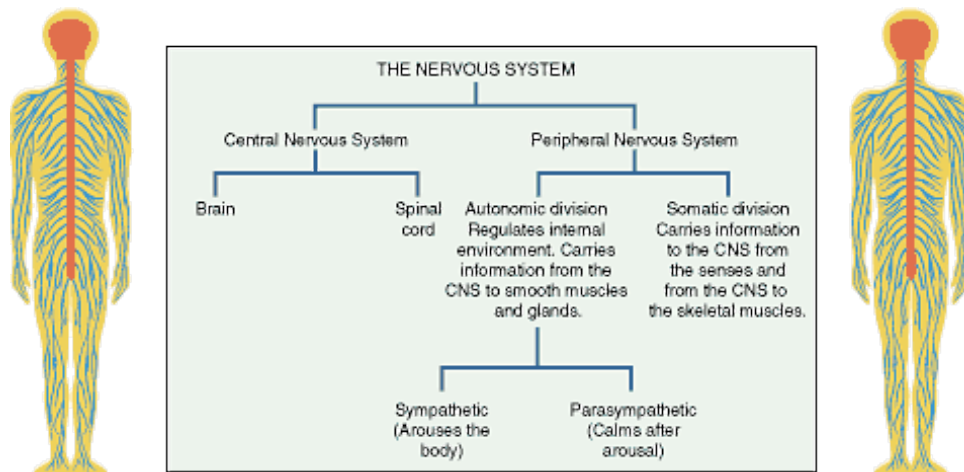 THE NERVOUS SYSTEM
Central Nervous System
Peripheral Nervous System
Brain
Spinal
cord
Autonomic division
Regulates internal
environment. Carries
information from the
CNS to smooth muscles
and glands.
Somatic division
Carries information
to the CNS from
the senses and
from the CNS to
the skeletal muscles.
Sympathetic
(Arouses the
body)
Parasympathetic
(Calms after
arousal)